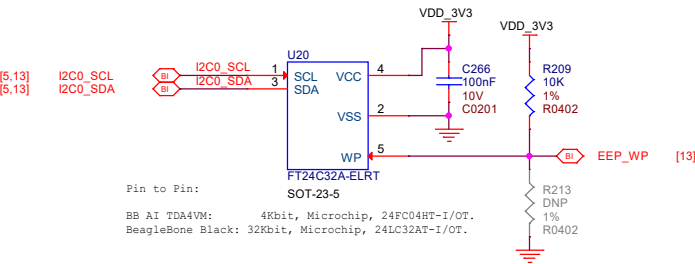 VDD_3V3
VDD_3V3
U20
[5,13] I2C0_SCL BI I2C0_SCL 1 SCL VCC 4
[5,13] I2C0_SDA BI I2C0_SDA 3 SDA
C266
100nF
10V
C0201
R209
10K
1%
R0402
VSS 2
WP 5 BI EEP_WP [13]
FT24C32A-ELRT
SOT-23-5
R213
DNP
1%
R0402
Pin to Pin:
BB AI TDA4VM: 4Kbit, Microchip, 24FC04HT-I/OT.
BeagleBone Black: 32Kbit, Microchip, 24LC32AT-I/OT.